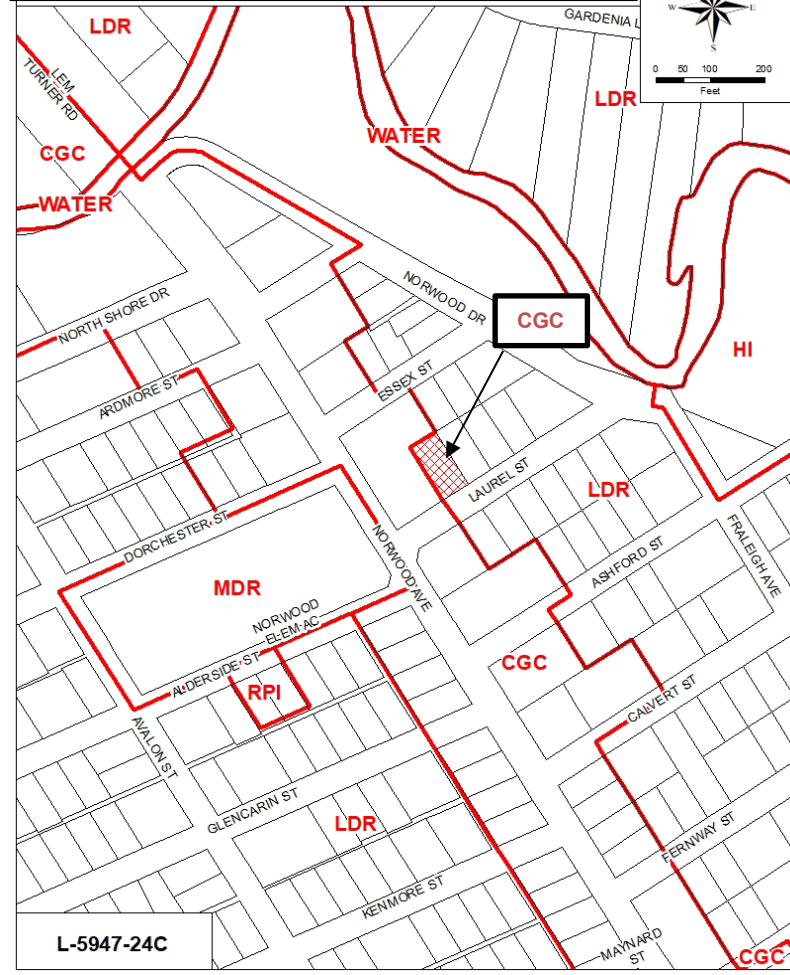 LDR
GARDENIA L
W
E
S
0 50 100 200
Feet
LEM
TURNER RD
LDR
CGC
WATER
WATER
NORWOOD DR
CGC
NORTH SHORE DR
HI
ESSEX ST
ARDMORE ST
LAUREL ST
LDR
DORCHESTER ST
NORWOOD AVE
FRALEIGH AVE
ASHFORD ST
MDR
NORWOOD
ELEM AC
CGC
ALDERSIDE ST
RPI
CALVERT ST
AVALON ST
GLENCARIN ST
LDR
FERNWAY ST
KENMORE ST
L-5947-24C
MAYNARD
ST
CGC